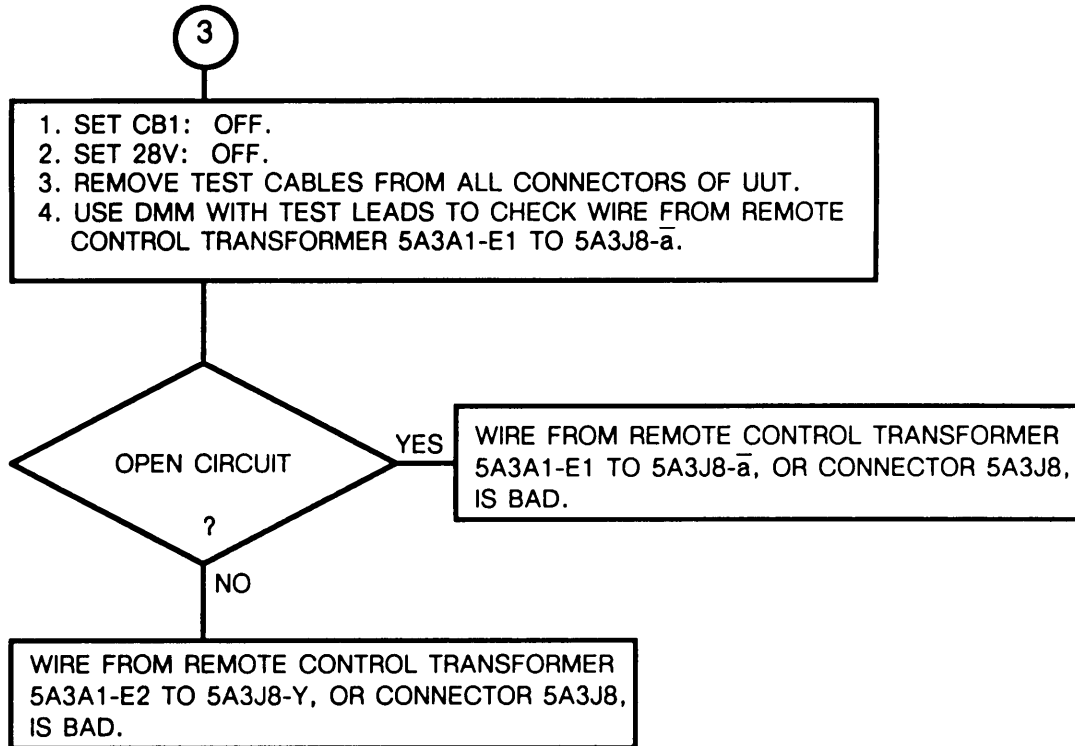 3
1. SET CB1: OFF.
2. SET 28V: OFF.
3. REMOVE TEST CABLES FROM ALL CONNECTORS OF UUT.
4. USE DMM WITH TEST LEADS TO CHECK WIRE FROM REMOTE
CONTROL TRANSFORMER 5A3A1-E1 TO 5A3J8-a̅.
OPEN CIRCUIT
?
YES
WIRE FROM REMOTE CONTROL TRANSFORMER
5A3A1-E1 TO 5A3J8-a̅, OR CONNECTOR 5A3J8,
IS BAD.
NO
WIRE FROM REMOTE CONTROL TRANSFORMER
5A3A1-E2 TO 5A3J8-Y, OR CONNECTOR 5A3J8,
IS BAD.